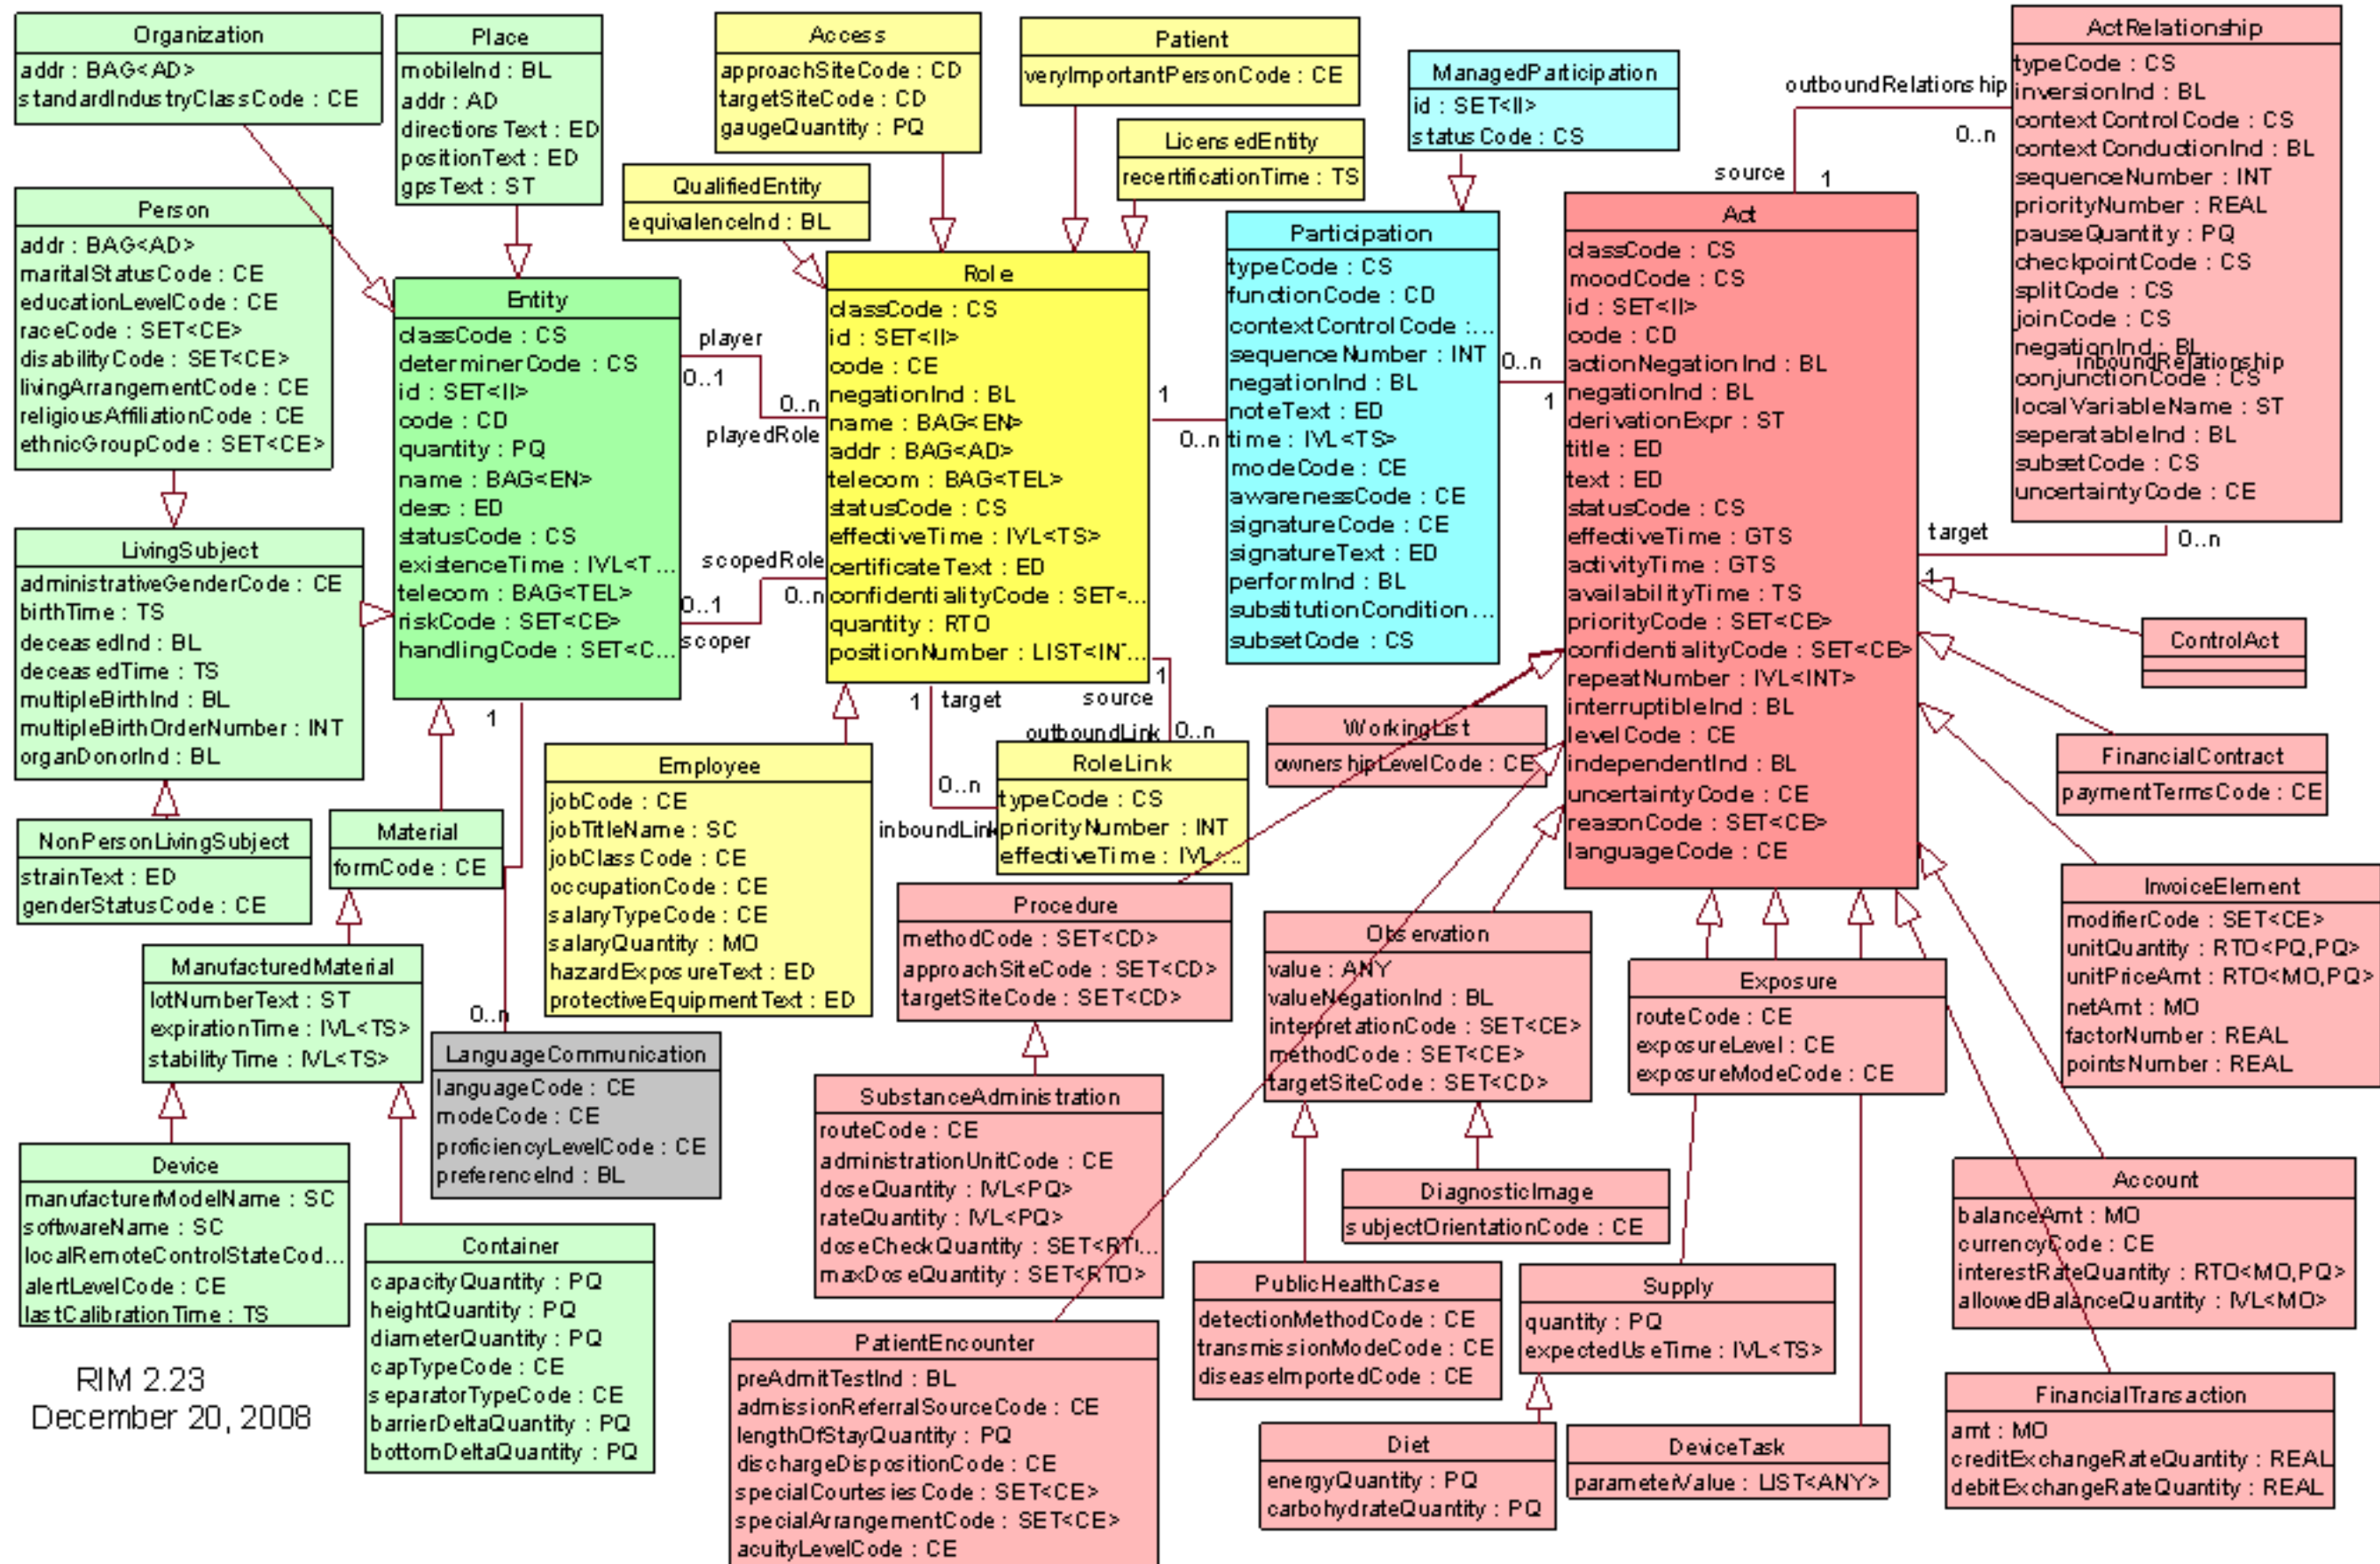 Organization
addr : BAG<AD>
standardIndustryClassCode : CE
Place
mobileInd : BL
addr : AD
directionsText : ED
positionText : ED
gpsText : ST
Access
approachSiteCode : CD
targetSiteCode : CD
gaugeQuantity : PQ
Patient
veryImportantPersonCode : CE
LicensedEntity
recertificationTime : TS
QualifiedEntity
equivalenceInd : BL
ManagedParticipation
id : SET<II>
statusCode : CS
ActRelationship
typeCode : CS
inversionInd : BL
contextControlCode : CS
contextConductionInd : BL
sequenceNumber : INT
priorityNumber : REAL
pauseQuantity : PQ
checkpointCode : CS
splitCode : CS
joinCode : CS
negationInd : BL
inboundRelationship
conjunctionCode : CS
localVariableName : ST
seperatableInd : BL
subsetCode : CS
uncertaintyCode : CE
outboundRelationship
0..n
source
1
target
0..n
1
Person
addr : BAG<AD>
maritalStatusCode : CE
educationLevelCode : CE
raceCode : SET<CE>
disabilityCode : SET<CE>
livingArrangementCode : CE
religiousAffiliationCode : CE
ethnicGroupCode : SET<CE>
Entity
classCode : CS
determinerCode : CS
id : SET<II>
code : CD
quantity : PQ
name : BAG<EN>
desc : ED
statusCode : CS
existenceTime : IVL<T...
telecom : BAG<TEL>
riskCode : SET<CE>
handlingCode : SET<C...
player
0..1
0..n
playedRole
scopedRole
0..1
0..n
scoper
Role
classCode : CS
id : SET<II>
code : CE
negationInd : BL
name : BAG<EN>
addr : BAG<AD>
telecom : BAG<TEL>
statusCode : CS
effectiveTime : IVL<TS>
certificateText : ED
confidentialityCode : SET<...
quantity : RTO
positionNumber : LIST<INT...
1
0..n
Participation
typeCode : CS
functionCode : CD
contextControlCode :...
sequenceNumber : INT
negationInd : BL
noteText : ED
time : IVL<TS>
modeCode : CE
awarenessCode : CE
signatureCode : CE
signatureText : ED
performInd : BL
substitutionCondition ...
subsetCode : CS
0..n
1
Act
classCode : CS
moodCode : CS
id : SET<II>
code : CD
actionNegationInd : BL
negationInd : BL
derivationExpr : ST
title : ED
text : ED
statusCode : CS
effectiveTime : GTS
activityTime : GTS
availabilityTime : TS
priorityCode : SET<CE>
confidentialityCode : SET<CE>
repeatNumber : IVL<INT>
interruptibleInd : BL
levelCode : CE
independentInd : BL
uncertaintyCode : CE
reasonCode : SET<CE>
languageCode : CE
LivingSubject
administrativeGenderCode : CE
birthTime : TS
deceasedInd : BL
deceasedTime : TS
multipleBirthInd : BL
multipleBirthOrderNumber : INT
organDonorInd : BL
ControlAct
FinancialContract
paymentTermsCode : CE
1
1
target
source
1
outboundLink
0..n
0..n
inboundLink
WorkingList
ownershipLevelCode : CE
Employee
jobCode : CE
jobTitleName : SC
jobClassCode : CE
occupationCode : CE
salaryTypeCode : CE
salaryQuantity : MO
hazardExposureText : ED
protectiveEquipmentText : ED
RoleLink
typeCode : CS
priorityNumber : INT
effectiveTime : IVL...
NonPersonLivingSubject
strainText : ED
genderStatusCode : CE
Material
formCode : CE
Procedure
methodCode : SET<CD>
approachSiteCode : SET<CD>
targetSiteCode : SET<CD>
Observation
value : ANY
valueNegationInd : BL
interpretationCode : SET<CE>
methodCode : SET<CE>
targetSiteCode : SET<CD>
Exposure
routeCode : CE
exposureLevel : CE
exposureModeCode : CE
InvoiceElement
modifierCode : SET<CE>
unitQuantity : RTO<PQ,PQ>
unitPriceAmt : RTO<MO,PQ>
netAmt : MO
factorNumber : REAL
pointsNumber : REAL
ManufacturedMaterial
lotNumberText : ST
expirationTime : IVL<TS>
stabilityTime : IVL<TS>
0..n
LanguageCommunication
languageCode : CE
modeCode : CE
proficiencyLevelCode : CE
preferenceInd : BL
SubstanceAdministration
routeCode : CE
administrationUnitCode : CE
doseQuantity : IVL<PQ>
rateQuantity : IVL<PQ>
doseCheckQuantity : SET<RT(...
maxDoseQuantity : SET<RTO>
DiagnosticImage
subjectOrientationCode : CE
Device
manufacturerModelName : SC
softwareName : SC
localRemoteControlStateCod...
alertLevelCode : CE
lastCalibrationTime : TS
Container
capacityQuantity : PQ
heightQuantity : PQ
diameterQuantity : PQ
capTypeCode : CE
separatorTypeCode : CE
barrierDeltaQuantity : PQ
bottomDeltaQuantity : PQ
Account
balanceAmt : MO
currencyCode : CE
interestRateQuantity : RTO<MO,PQ>
allowedBalanceQuantity : IVL<MO>
PublicHealthCase
detectionMethodCode : CE
transmissionModeCode : CE
diseaseImportedCode : CE
Supply
quantity : PQ
expectedUseTime : IVL<TS>
PatientEncounter
preAdmitTestInd : BL
admissionReferralSourceCode : CE
lengthOfStayQuantity : PQ
dischargeDispositionCode : CE
specialCourtesiesCode : SET<CE>
specialArrangementCode : SET<CE>
acuityLevelCode : CE
Diet
energyQuantity : PQ
carbohydrateQuantity : PQ
DeviceTask
parameterValue : LIST<ANY>
FinancialTransaction
amt : MO
creditExchangeRateQuantity : REAL
debitExchangeRateQuantity : REAL
RIM 2.23
December 20, 2008